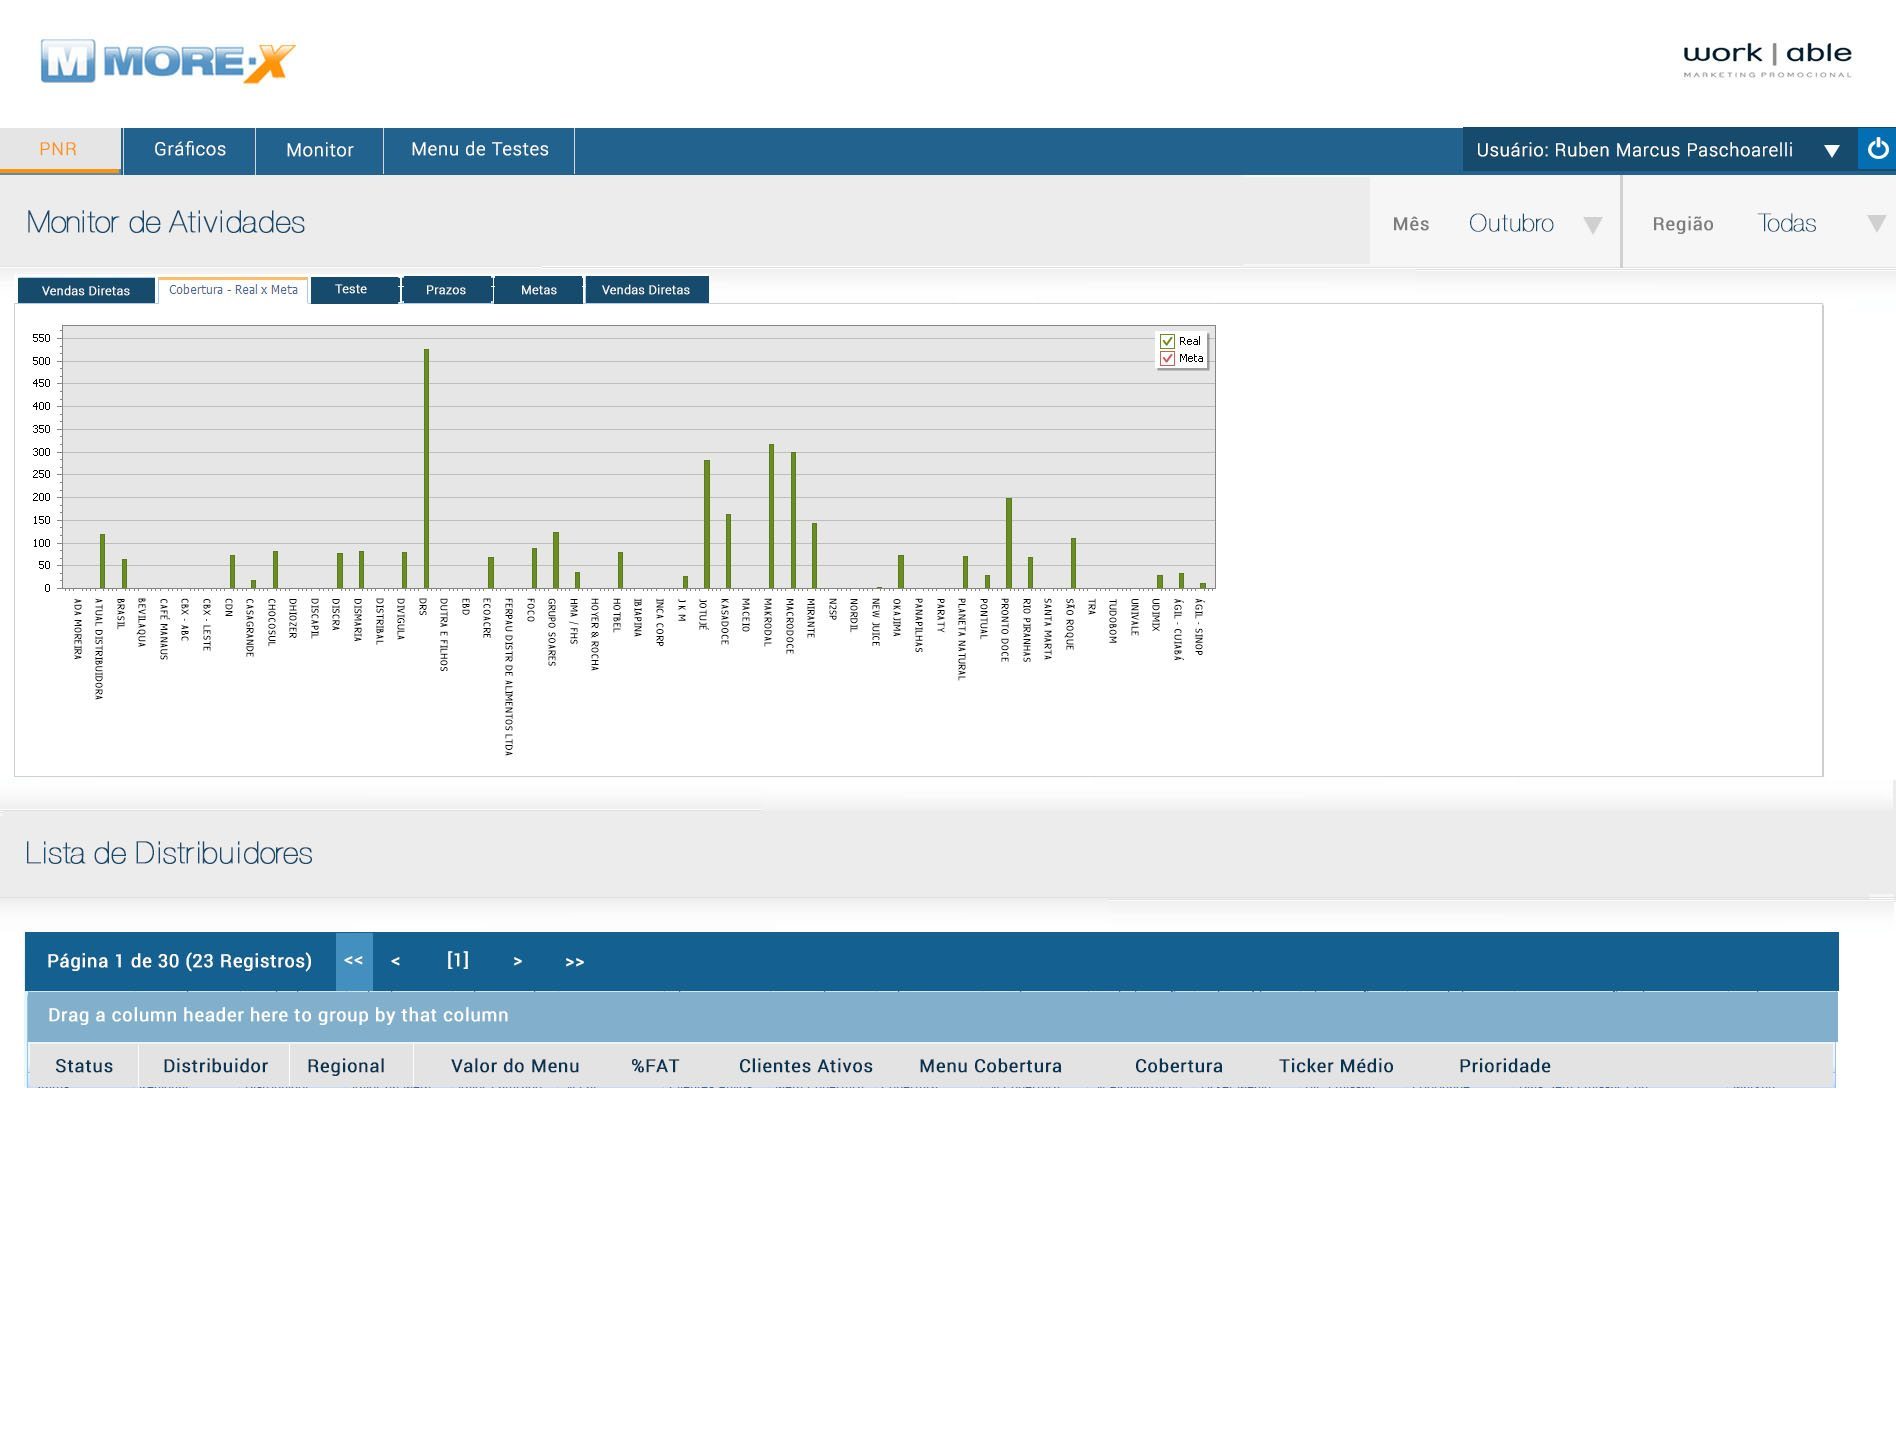 M MORE·X
work | able
MARKETING PROMOCIONAL
PNR Gráficos Monitor Menu de Testes Usuário: Ruben Marcus Paschoarelli
Monitor de Atividades Mês Outubro Região Todas
Vendas Diretas Cobertura - Real x Meta Teste Prazos Metas Vendas Diretas
550
500
450
400
350
300
250
200
150
100
50
0
Real
Meta
ADA MOREIRA
ATUAL DISTRIBUIDORA
BRASIL
BEVILAQUA
CAFÉ MANAUS
CBX - ABC
CBX - LESTE
CDN
CASAGRANDE
CHOCOSUL
DHIOZER
DISCAPIL
DISCRA
DISMARIA
DISTRIBAL
DIVIGULA
DRS
DUTRA E FILHOS
EBD
ECOACRE
FERPAU DISTR DE ALIMENTOS LTDA
FOCO
GRUPO SOARES
HMA / FHS
HOYER & ROCHA
HOTBEL
IBIAPINA
INCA CORP
J K M
JOTUJÉ
KASADOCE
MACEIO
MAKRODAL
MACRODOCE
MIRANTE
N2SP
NORDIL
NEW JUICE
OKAJIMA
PANAPILHAS
PARATY
PLANETA NATURAL
PONTUAL
PRONTO DOCE
RIO PIRANHAS
SANTA MARTA
SÃO ROQUE
TRA
TUDOBOM
UNIVALE
UDIMIX
ÁGIL - CUIABÁ
ÁGIL - SINOP
Lista de Distribuidores
Página 1 de 30 (23 Registros) << < [1] > >>
Drag a column header here to group by that column
Status Distribuidor Regional Valor do Menu %FAT Clientes Ativos Menu Cobertura Cobertura Ticker Médio Prioridade